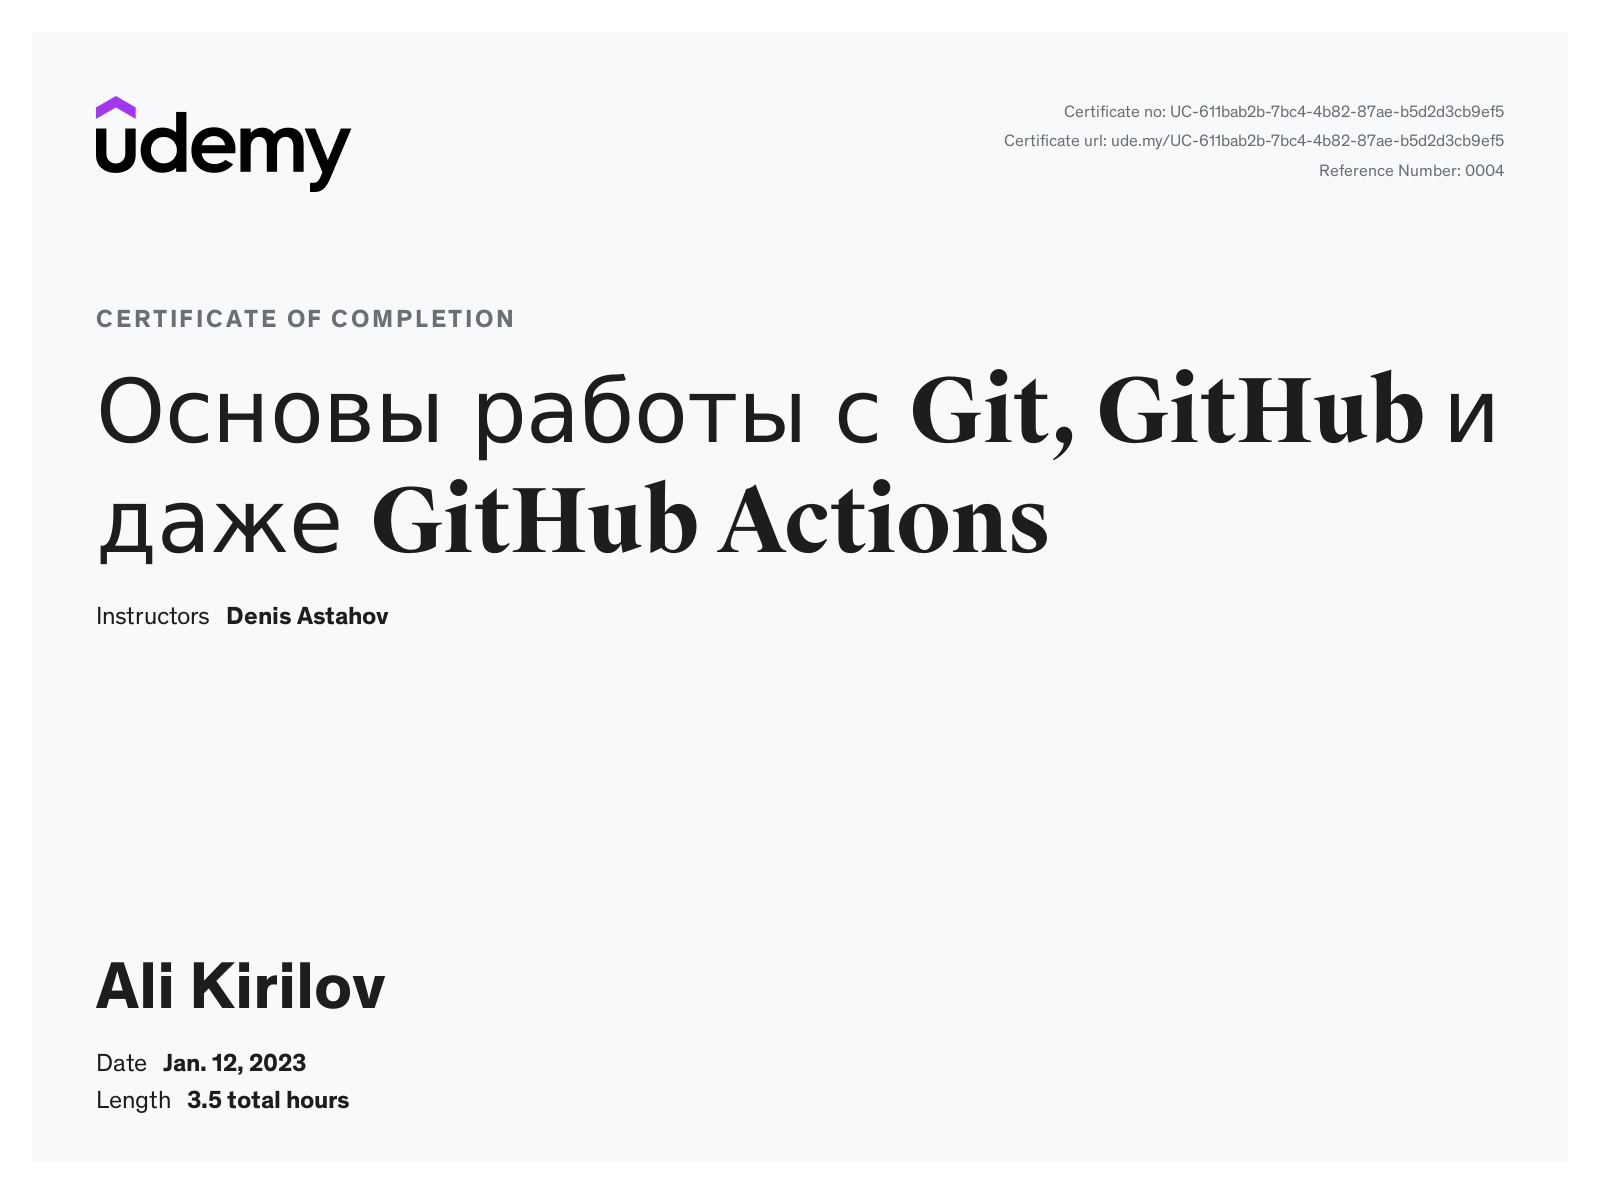 udemy
Certificate no: UC-611bab2b-7bc4-4b82-87ae-b5d2d3cb9ef5
Certificate url: ude.my/UC-611bab2b-7bc4-4b82-87ae-b5d2d3cb9ef5
Reference Number: 0004
CERTIFICATE OF COMPLETION
Основы работы с Git, GitHub и
даже GitHub Actions
Instructors Denis Astahov
Ali Kirilov
Date Jan. 12, 2023
Length 3.5 total hours